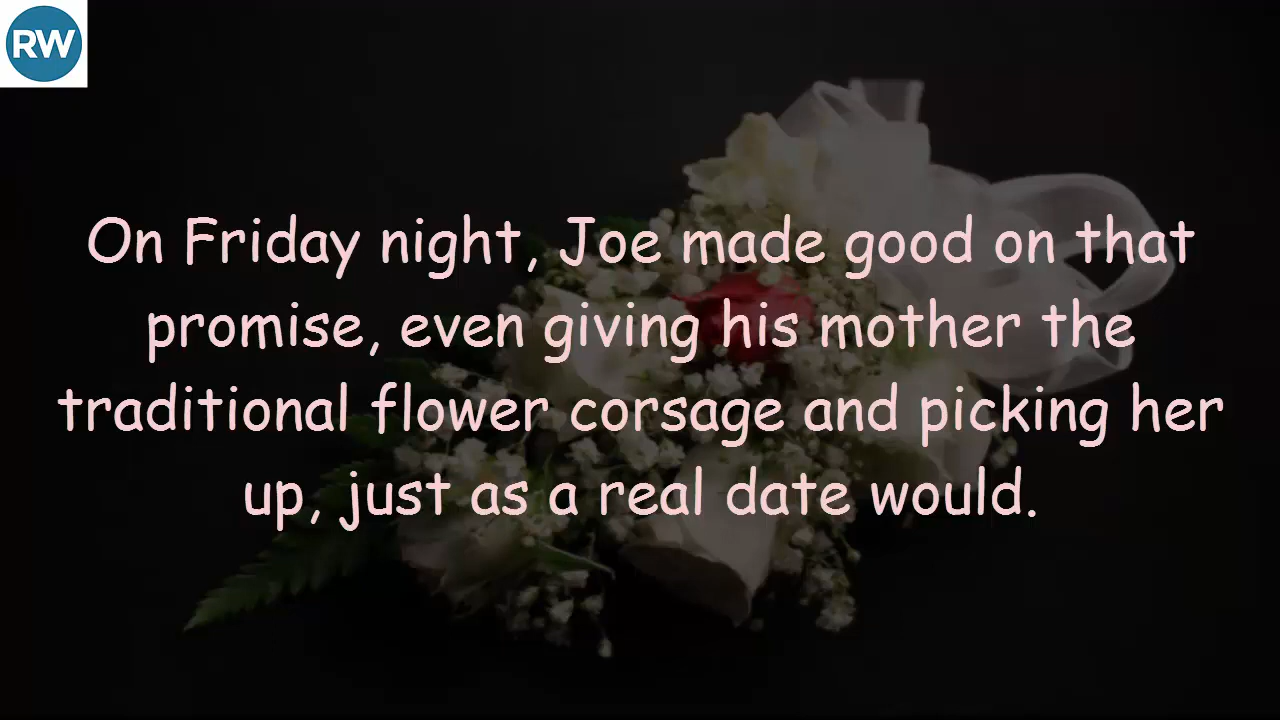 RW
On Friday night, Joe made good on that
promise, even giving his mother the
traditional flower corsage and picking her
up, just as a real date would.